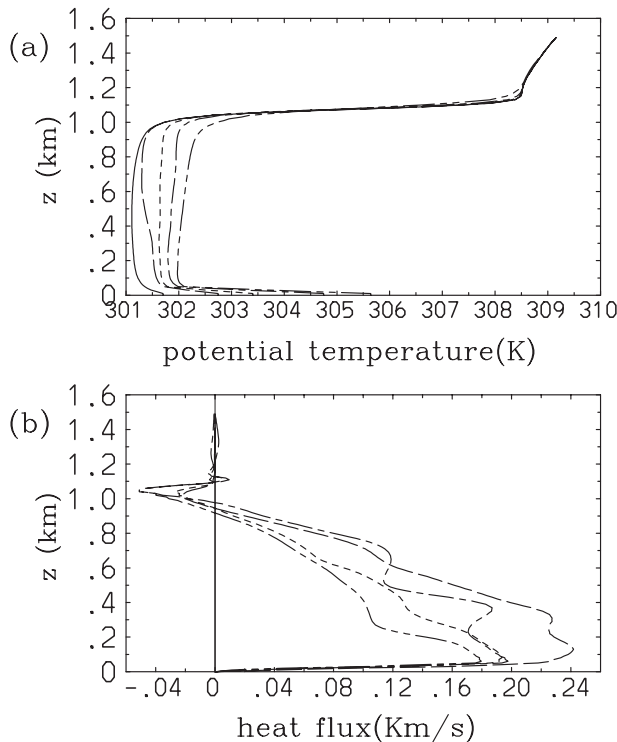 (a)
1.6
1.4
1.2
1.0
.8
.6
.4
.2
0
z (km)
301 302 303 304 305 306 307 308 309 310
potential temperature(K)
(b)
1.6
1.4
1.2
1.0
.8
.6
.4
.2
0
z (km)
-.04 0 .04 .08 .12 .16 .20 .24
heat flux(Km/s)